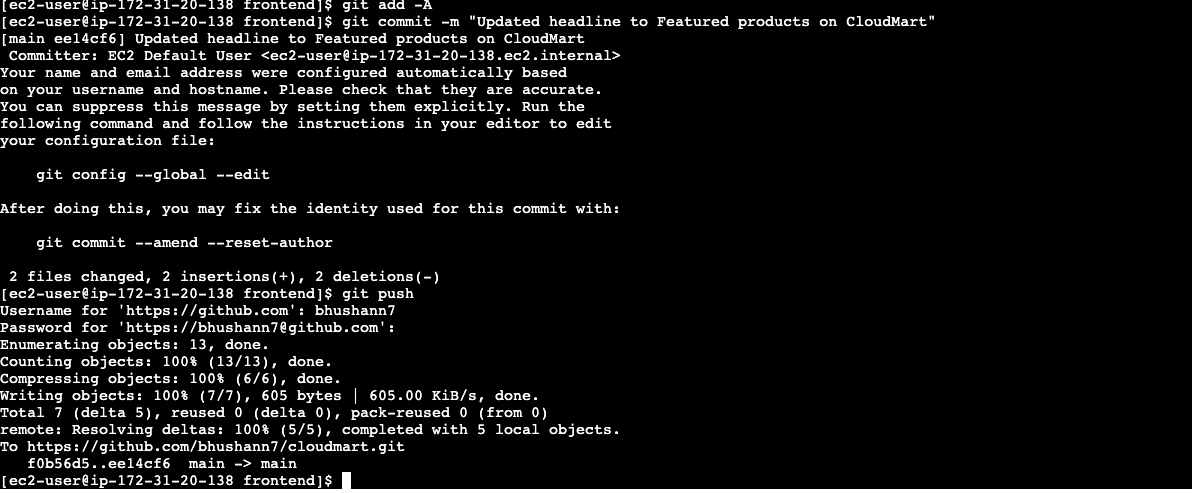 [ec2-user@ip-172-31-20-138 frontend]$ git add -A
[ec2-user@ip-172-31-20-138 frontend]$ git commit -m "Updated headline to Featured products on CloudMart"
[main ee14cf6] Updated headline to Featured products on CloudMart
 Committer: EC2 Default User <ec2-user@ip-172-31-20-138.ec2.internal>
Your name and email address were configured automatically based
on your username and hostname. Please check that they are accurate.
You can suppress this message by setting them explicitly. Run the
following command and follow the instructions in your editor to edit
your configuration file:

    git config --global --edit

After doing this, you may fix the identity used for this commit with:

    git commit --amend --reset-author

 2 files changed, 2 insertions(+), 2 deletions(-)
[ec2-user@ip-172-31-20-138 frontend]$ git push
Username for 'https://github.com': bhushann7
Password for 'https://bhushann7@github.com':
Enumerating objects: 13, done.
Counting objects: 100% (13/13), done.
Compressing objects: 100% (6/6), done.
Writing objects: 100% (7/7), 605 bytes | 605.00 KiB/s, done.
Total 7 (delta 5), reused 0 (delta 0), pack-reused 0 (from 0)
remote: Resolving deltas: 100% (5/5), completed with 5 local objects.
To https://github.com/bhushann7/cloudmart.git
   f0b56d5..ee14cf6  main -> main
[ec2-user@ip-172-31-20-138 frontend]$